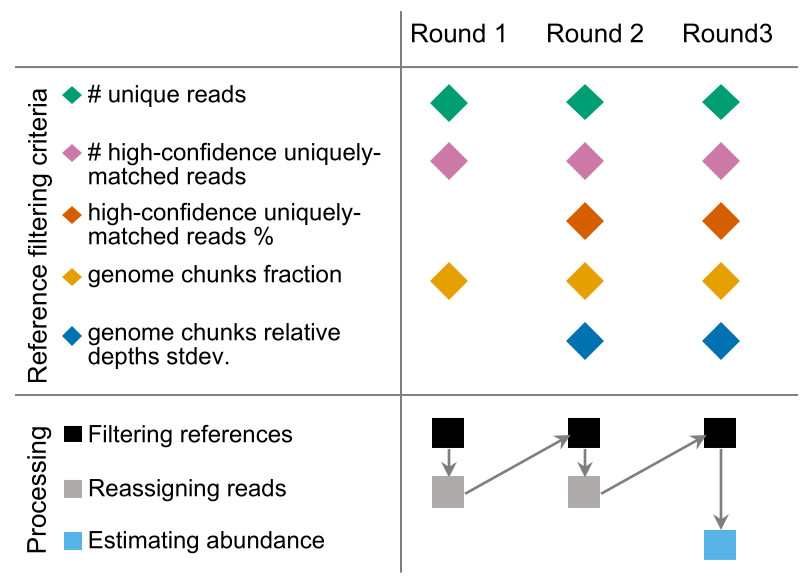 Round 1 Round 2 Round3
Reference filtering criteria
# unique reads
# high-confidence uniquely-
matched reads
high-confidence uniquely-
matched reads %
genome chunks fraction
genome chunks relative
depths stdev.
Processing
Filtering references
Reassigning reads
Estimating abundance